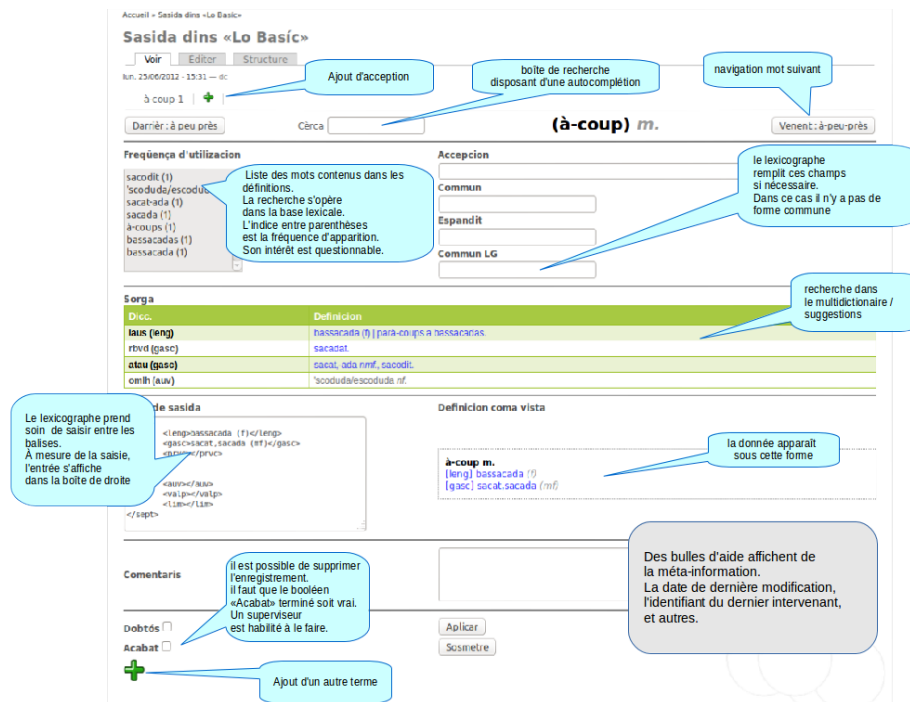 Accueil » Sasida dins «Lo Basíc»
Sasida dins «Lo Basíc»
Voir Editer Structure
lun. 25/06/2012 - 15:31 — dc
Ajout d'acception
boîte de recherche
disposant d'une autocomplétion
navigation mot suivant
à coup 1
Darrièr : à peu près
Cèrca
(à-coup) m.
Venent : à-peu-près
Freqüença d'utilizacion
sacodit (1)
'scoduda/escodu
sacat-ada (1)
sacada (1)
à-coups (1)
bassacadas (1)
bassacada (1)
Liste des mots contenus dans les
définitions.
La recherche s'opère
dans la base lexicale.
L'indice entre parenthèses
est la fréquence d'apparition.
Son intérêt est questionnable.
Accepcion
Commun
Espandit
Commun LG
le lexicographe
remplit ces champs
si nécessaire.
Dans ce cas il n'y a pas de
forme commune
recherche dans
le multidictionaire /
suggestions
Sorga
Dicc. Definicion
laus (leng) bassacada (f) | para-coups a bassacadas.
rbvd (gasc) sacadat.
atau (gasc) sacat,-ada nmf., sacodit.
omlh (auv) 'scoduda/escoduda nf.
Le lexicographe prend
soin de saisir entre les
balises.
À mesure de la saisie,
l'entrée s'affiche
dans la boîte de droite
de sasida
<leng>bassacada (f)</leng>
<gasc>sacat,sacada (mf)</gasc>
<prvc></prvc>
<auv></auv>
<valp></valp>
<lim></lim>
</sept>
Definicion coma vista
à-coup m.
[leng] bassacada (f)
[gasc] sacat,sacada (mf)
la donnée apparaît
sous cette forme
Comentaris
il est possible de supprimer
l'enregistrement.
il faut que le booléen
«Acabat» terminé soit vrai.
Un superviseur
est habilité à le faire.
Des bulles d'aide affichent de
la méta-information.
La date de dernière modification,
l'identifiant du dernier intervenant,
et autres.
Dobtós
Acabat
Aplicar
Sosmetre
Ajout d'un autre terme